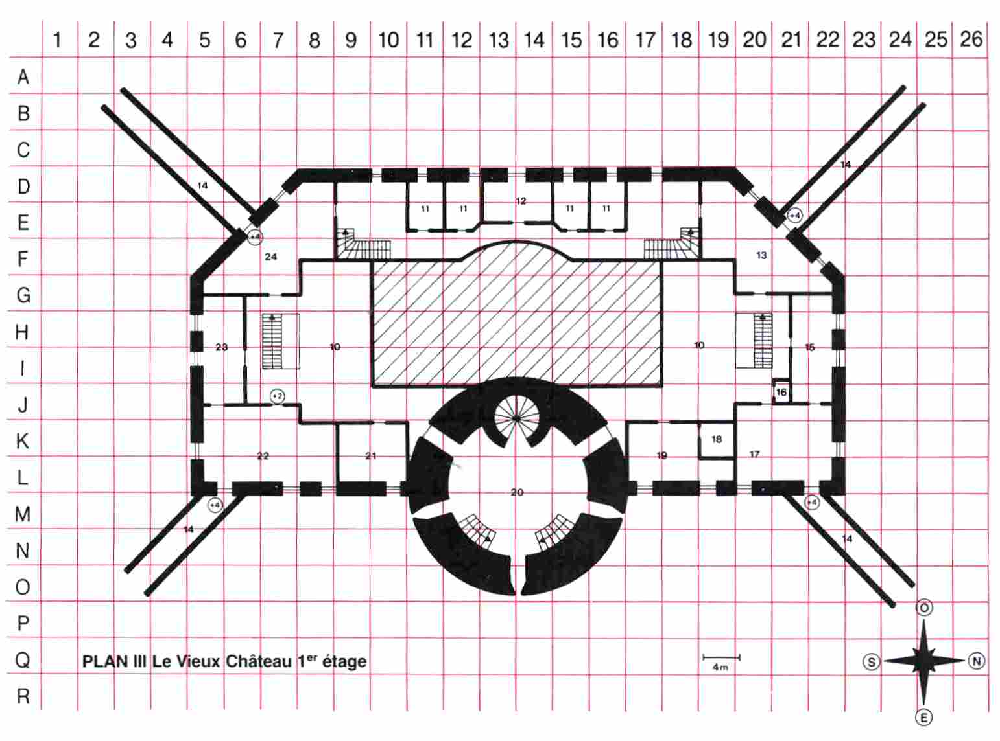 1 2 3 4 5 6 7 8 9 10 11 12 13 14 15 16 17 18 19 20 21 22 23 24 25 26
A
B
C
14 14
D
12
11 11 11 11
E
+4 +4
F
24 13
G
H
23 10 10 15
I
16
J
+2
K
18
22 21 19 17
L
20
M
+4 +4
14 14
N
O
O
P
Q
PLAN III Le Vieux Château 1er étage
4m
S N
R
E